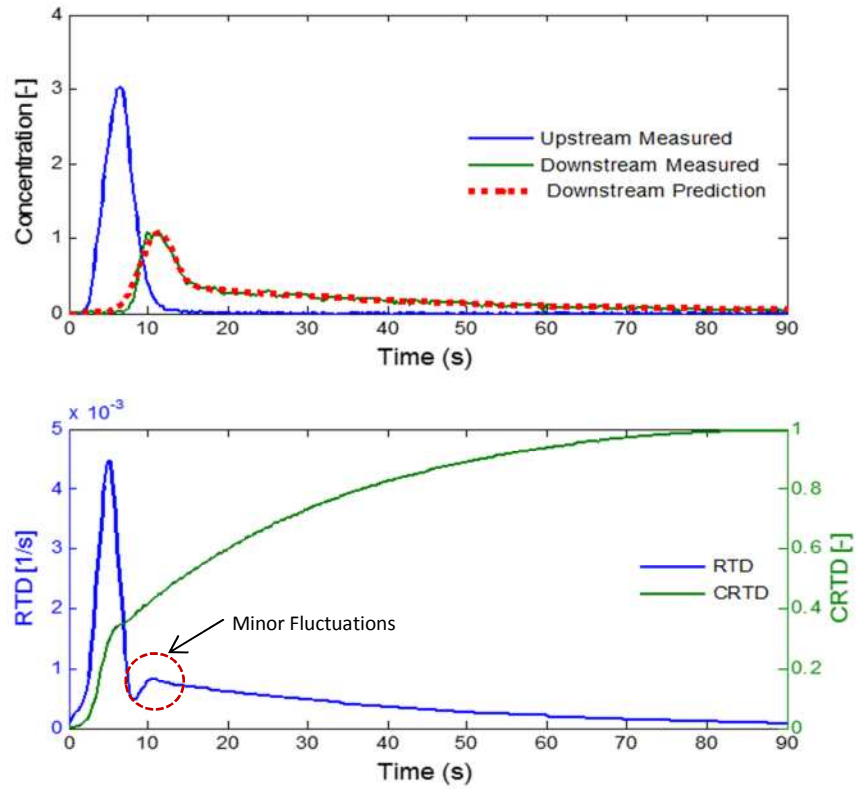 4
3
2
1
0
Concentration [-]
Upstream Measured
Downstream Measured
Downstream Prediction
0 10 20 30 40 50 60 70 80 90
Time (s)
x 10-3
5
4
3
2
1
0
RTD [1/s]
Minor Fluctuations
RTD
CRTD
1
0.8
0.6
0.4
0.2
0
CRTD [-]
0 10 20 30 40 50 60 70 80 90
Time (s)